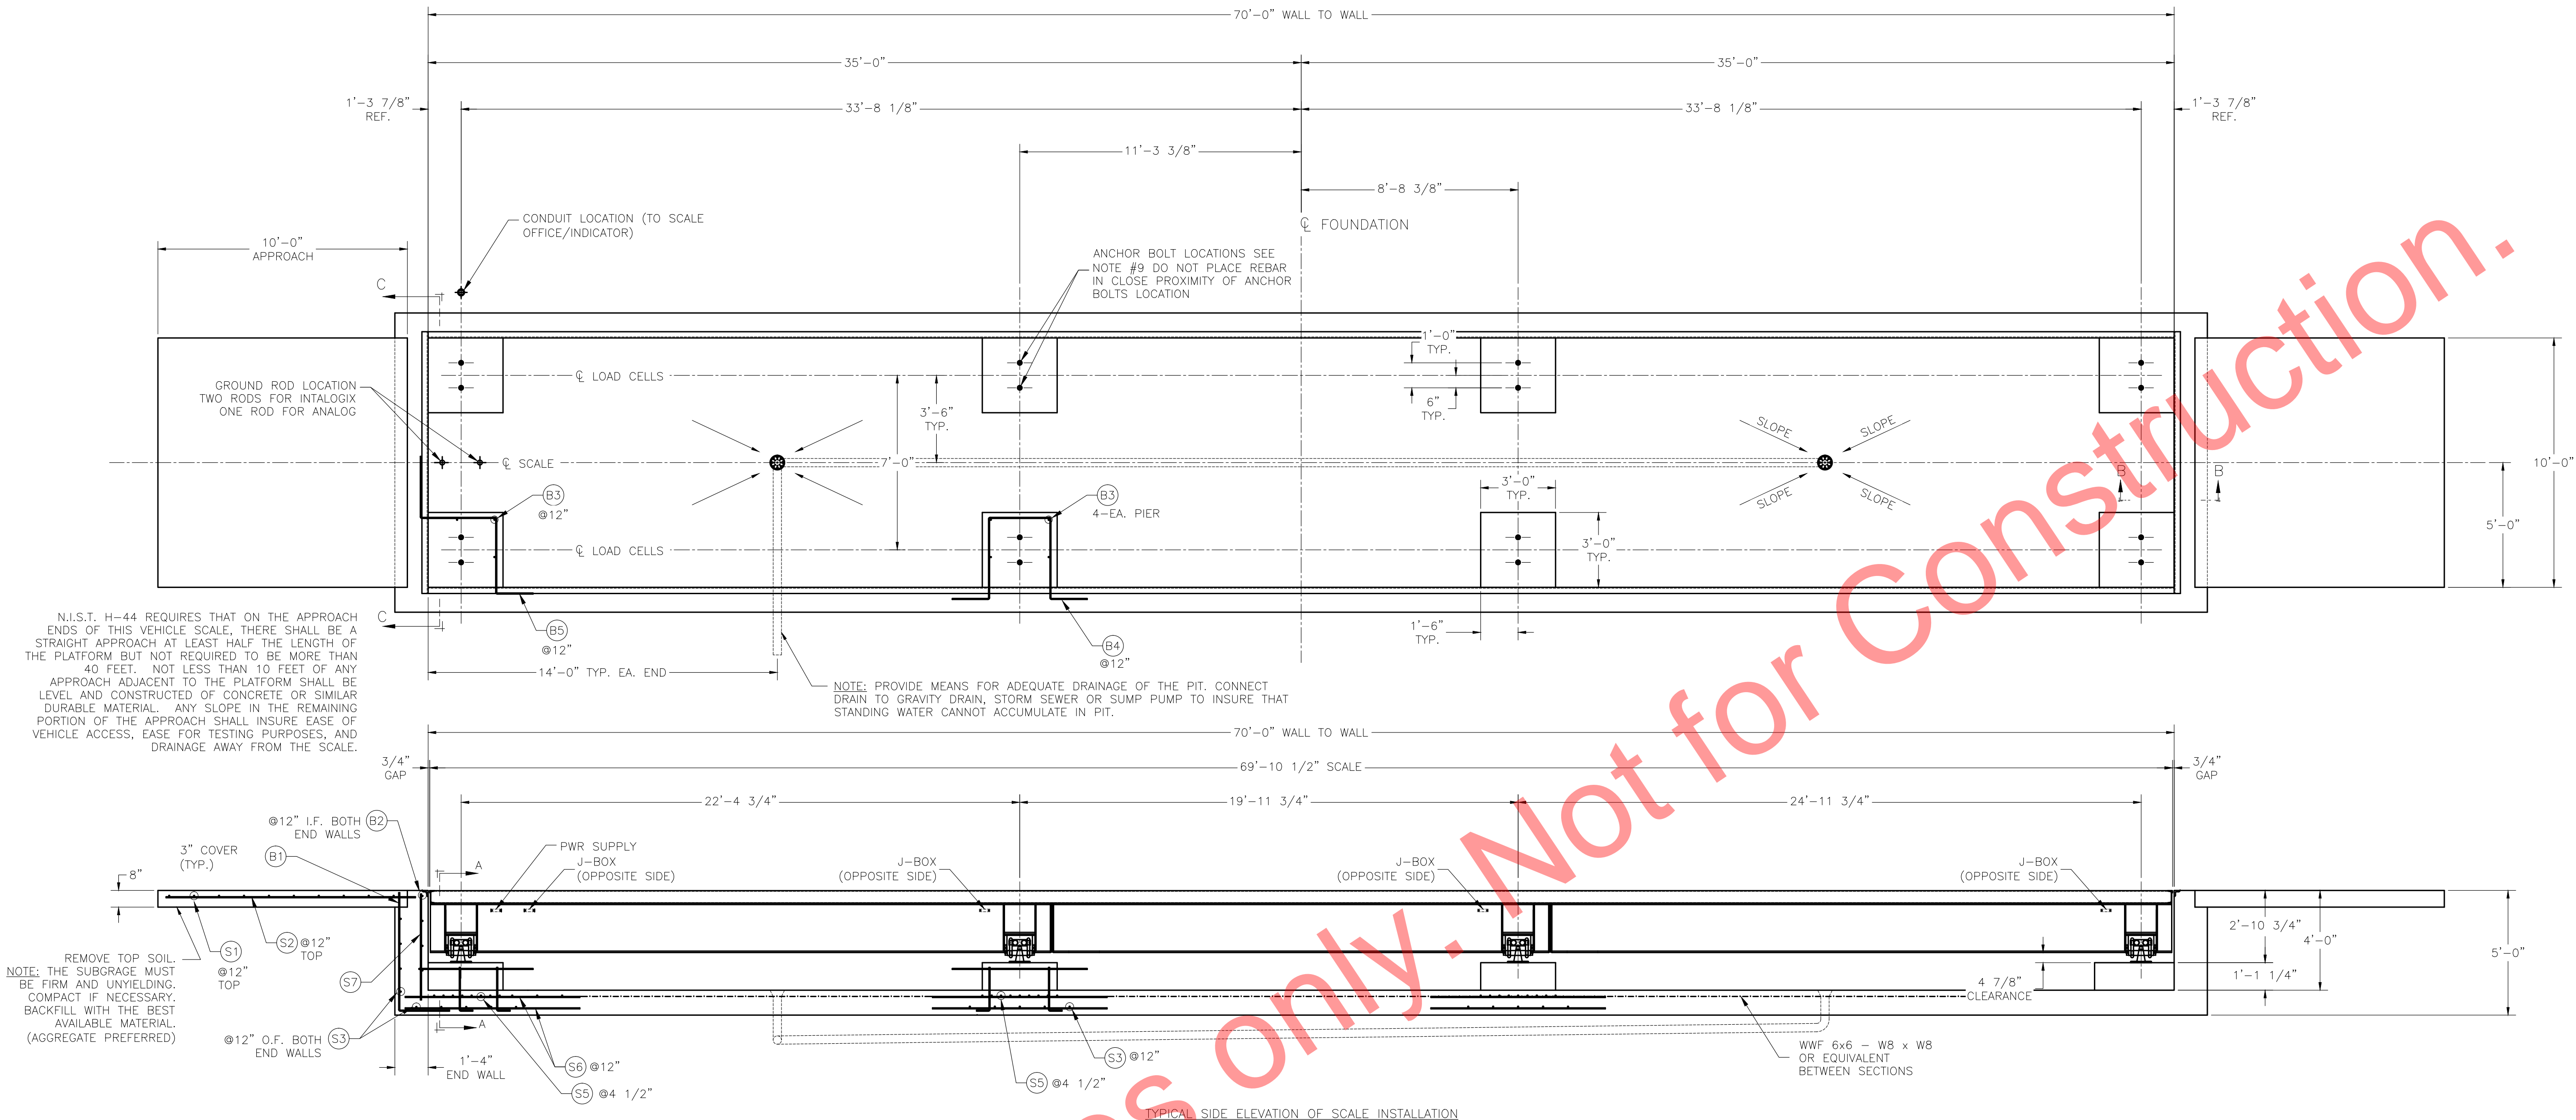 70'-0" WALL TO WALL
35'-0"
35'-0"
1'-3 7/8"
REF.
33'-8 1/8"
33'-8 1/8"
1'-3 7/8"
REF.
11'-3 3/8"
8'-8 3/8"
CONDUIT LOCATION (TO SCALE
OFFICE/INDICATOR)
℄ FOUNDATION
10'-0"
APPROACH
ANCHOR BOLT LOCATIONS SEE
NOTE #9 DO NOT PLACE REBAR
IN CLOSE PROXIMITY OF ANCHOR
BOLTS LOCATION
C
1'-0"
TYP.
℄ LOAD CELLS
GROUND ROD LOCATION
TWO RODS FOR INTALOGIX
ONE ROD FOR ANALOG
3'-6"
TYP.
6"
TYP.
SLOPE
SLOPE
℄ SCALE
7'-0"
10'-0"
B
B
B3
@12"
B3
4-EA. PIER
3'-0"
TYP.
SLOPE
SLOPE
5'-0"
℄ LOAD CELLS
3'-0"
TYP.
C
B5
@12"
B4
@12"
1'-6"
TYP.
N.I.S.T. H-44 REQUIRES THAT ON THE APPROACH
ENDS OF THIS VEHICLE SCALE, THERE SHALL BE A
STRAIGHT APPROACH AT LEAST HALF THE LENGTH OF
THE PLATFORM BUT NOT REQUIRED TO BE MORE THAN
40 FEET. NOT LESS THAN 10 FEET OF ANY
APPROACH ADJACENT TO THE PLATFORM SHALL BE
LEVEL AND CONSTRUCTED OF CONCRETE OR SIMILAR
DURABLE MATERIAL. ANY SLOPE IN THE REMAINING
PORTION OF THE APPROACH SHALL INSURE EASE OF
VEHICLE ACCESS, EASE FOR TESTING PURPOSES, AND
DRAINAGE AWAY FROM THE SCALE.
14'-0" TYP. EA. END
NOTE: PROVIDE MEANS FOR ADEQUATE DRAINAGE OF THE PIT. CONNECT
DRAIN TO GRAVITY DRAIN, STORM SEWER OR SUMP PUMP TO INSURE THAT
STANDING WATER CANNOT ACCUMULATE IN PIT.
70'-0" WALL TO WALL
3/4"
GAP
69'-10 1/2" SCALE
3/4"
GAP
22'-4 3/4"
19'-11 3/4"
24'-11 3/4"
@12" I.F. BOTH B2
END WALLS
3" COVER
(TYP.)
B1
A
PWR SUPPLY
J-BOX
(OPPOSITE SIDE)
J-BOX
(OPPOSITE SIDE)
J-BOX
(OPPOSITE SIDE)
J-BOX
(OPPOSITE SIDE)
8"
2'-10 3/4"
4'-0"
5'-0"
1'-1 1/4"
4 7/8"
CLEARANCE
S1
@12"
TOP
S2 @12"
TOP
S7
REMOVE TOP SOIL.
NOTE: THE SUBGRAGE MUST
BE FIRM AND UNYIELDING.
COMPACT IF NECESSARY.
BACKFILL WITH THE BEST
AVAILABLE MATERIAL.
(AGGREGATE PREFERRED)
A
@12" O.F. BOTH S3
END WALLS
1'-4"
END WALL
S6 @12"
S5 @4 1/2"
S3 @12"
S5 @4 1/2"
WWF 6x6 - W8 x W8
OR EQUIVALENT
BETWEEN SECTIONS
TYPICAL SIDE ELEVATION OF SCALE INSTALLATION
es only. Not for Construction.